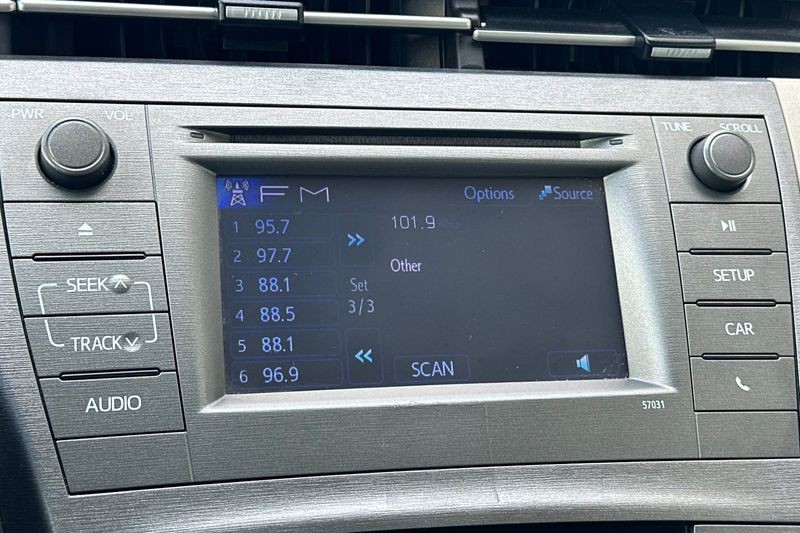 PWR VOL
TUNE SCROLL
FM
Options
Source
1 95.7
2 97.7
3 88.1
4 88.5
5 88.1
6 96.9
Set
3/3
101.9 MHz
Other
SCAN
SEEK
TRACK
AUDIO
SETUP
CAR
57031